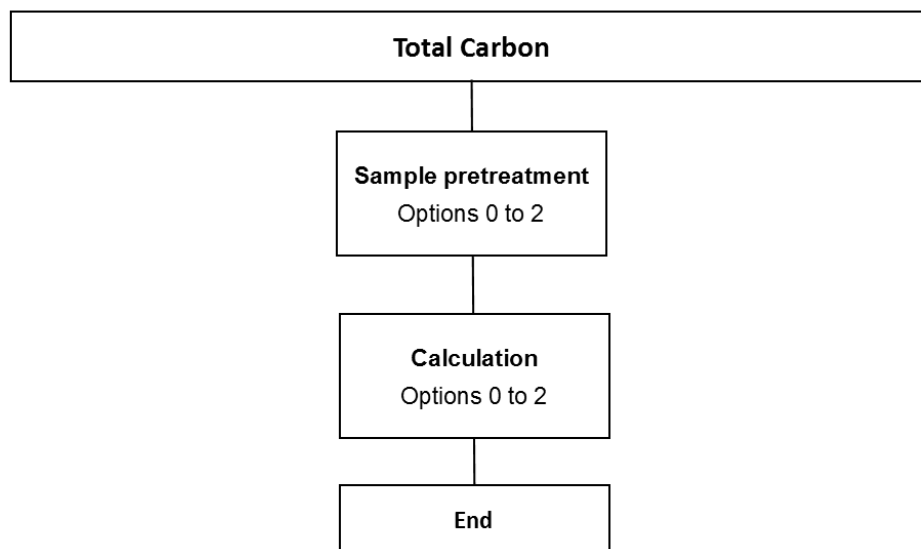 Total Carbon
Sample pretreatment
Options 0 to 2
Calculation
Options 0 to 2
End